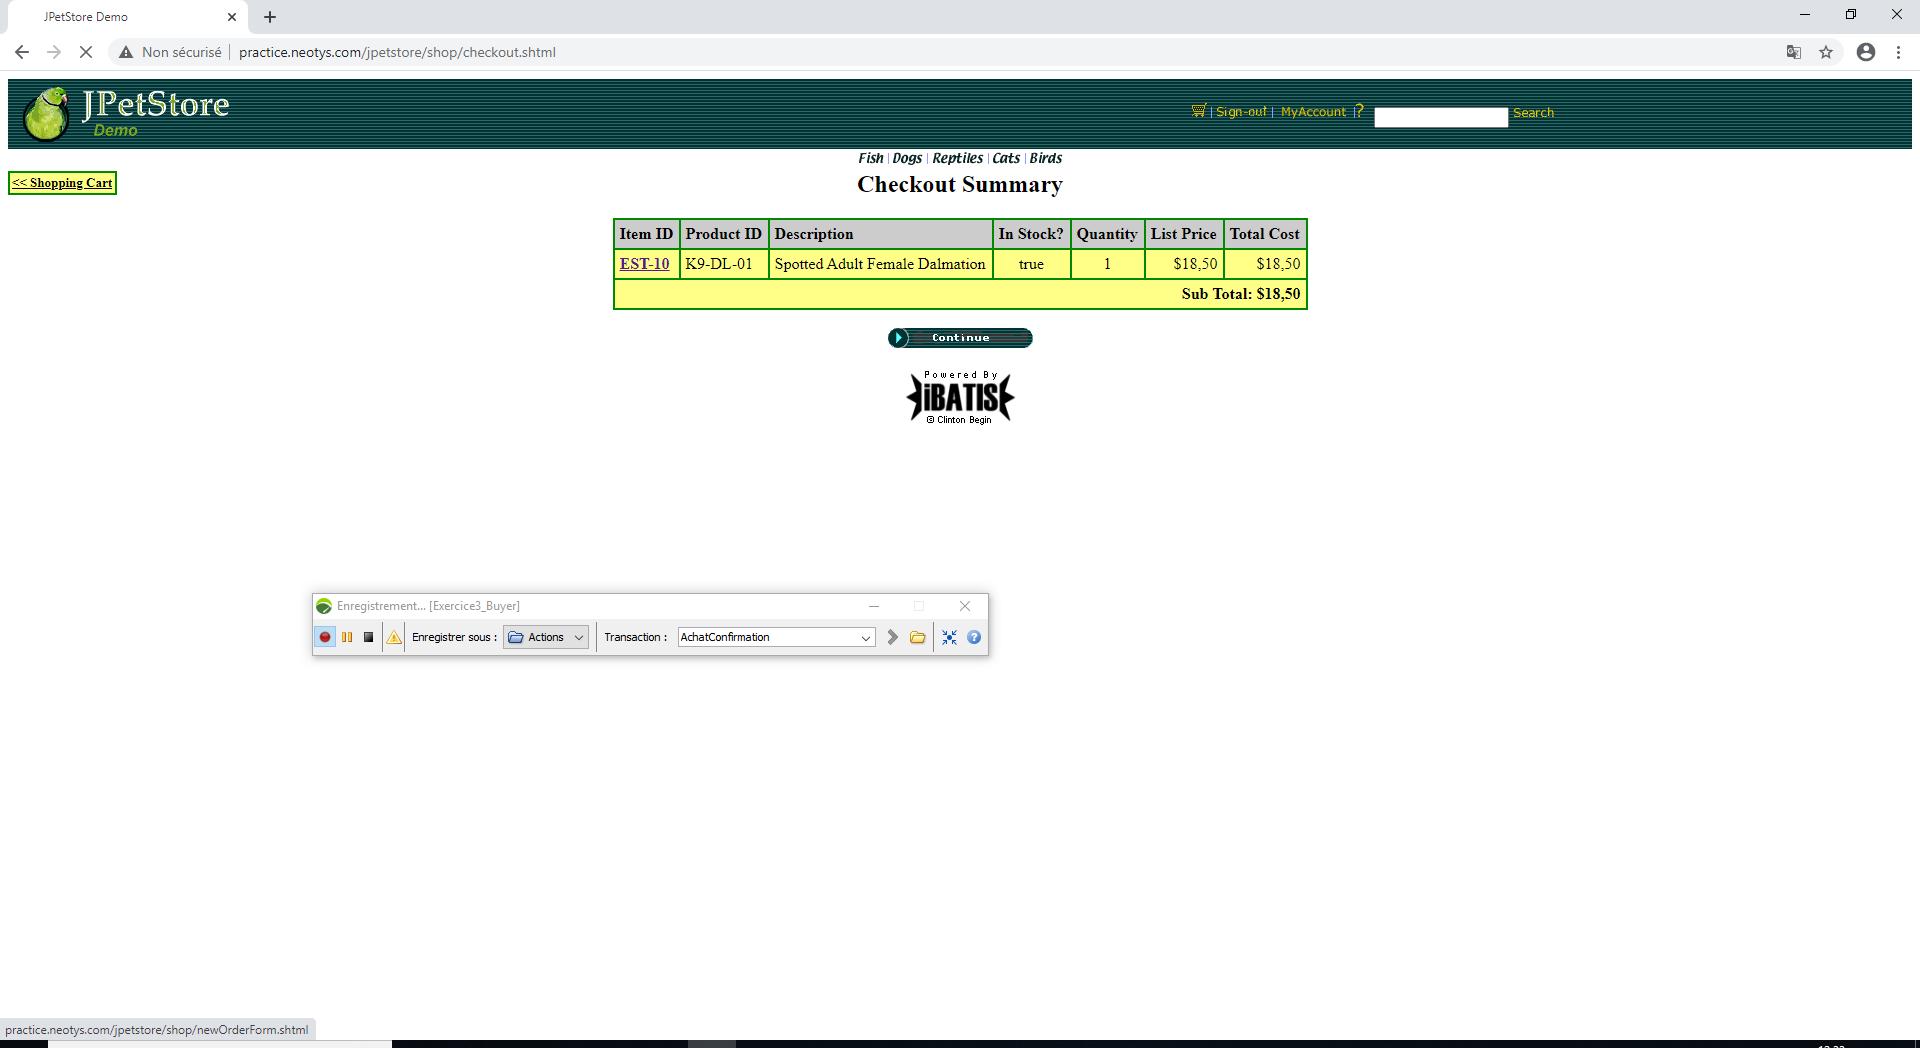 JPetStore Demo
Non sécurisé practice.neotys.com/jpetstore/shop/checkout.shtml
JPetStore
Demo
| Sign-out | MyAccount | ? Search
Fish | Dogs | Reptiles | Cats | Birds
<< Shopping Cart
Checkout Summary
Item ID Product ID Description In Stock? Quantity List Price Total Cost
EST-10 K9-DL-01 Spotted Adult Female Dalmation true 1 $18,50 $18,50
Sub Total: $18,50
Continue
Powered By
iBATIS
© Clinton Begin
Enregistrement... [Exercice3_Buyer]
Enregistrer sous : Actions Transaction : AchatConfirmation
practice.neotys.com/jpetstore/shop/newOrderForm.shtml